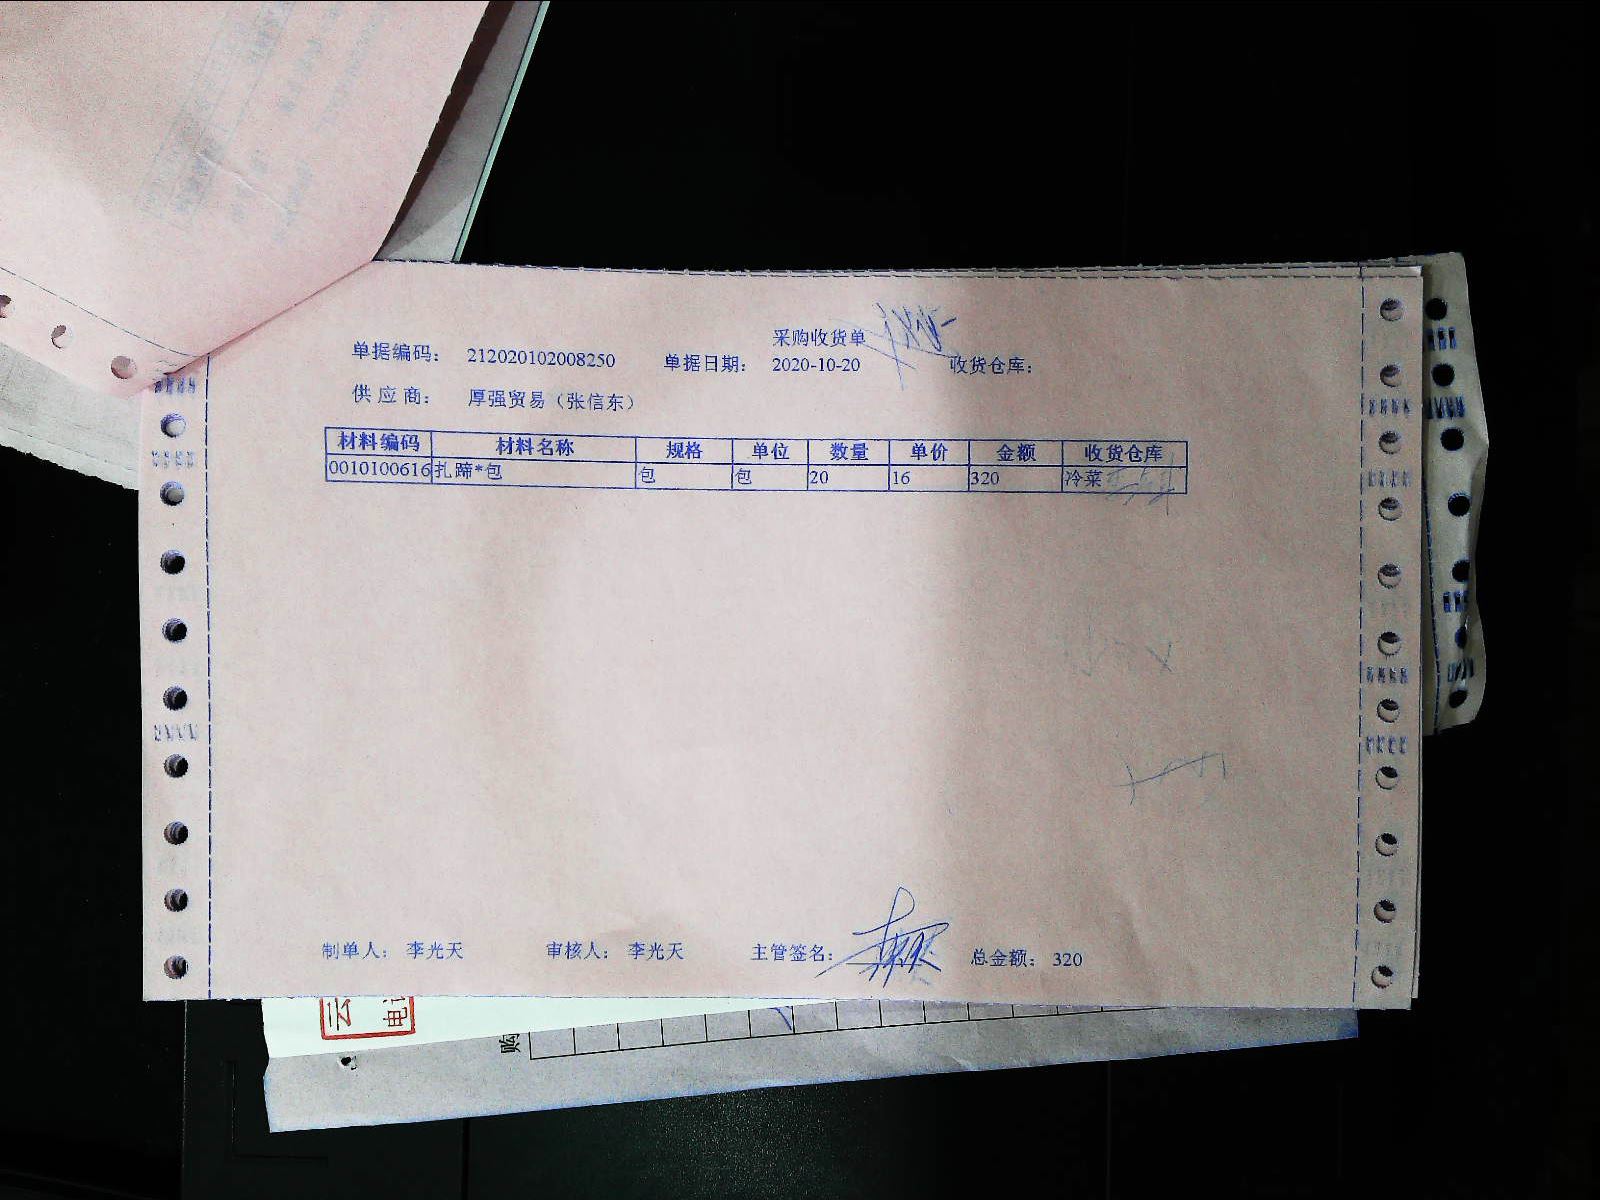 采购收货单
单据编码： 212020102008250 单据日期： 2020-10-20 收货仓库：
供应商： 厚强贸易（张信东）
材料编码 材料名称 规格 单位 数量 单价 金额 收货仓库
0010100616 扎蹄*包 包 包 20 16 320 冷菜
制单人： 李光天 审核人： 李光天 主管签名： 总金额： 320
云
电
购